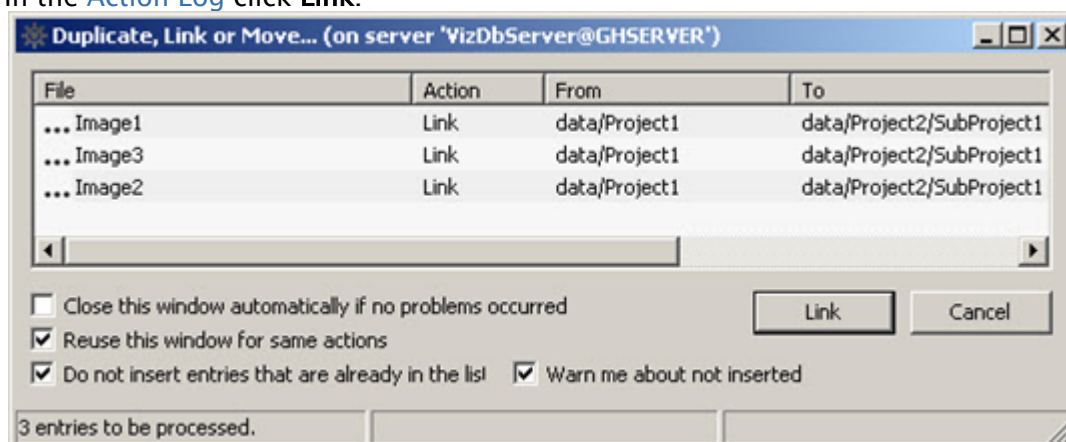 In the Action Log click Link.
Duplicate, Link or Move... (on server 'VizDbServer@GHSERVER')
File Action From To
... Image1 Link data/Project1 data/Project2/SubProject1
... Image3 Link data/Project1 data/Project2/SubProject1
... Image2 Link data/Project1 data/Project2/SubProject1
Close this window automatically if no problems occurred Link Cancel
Reuse this window for same actions
Do not insert entries that are already in the list Warn me about not inserted
3 entries to be processed.